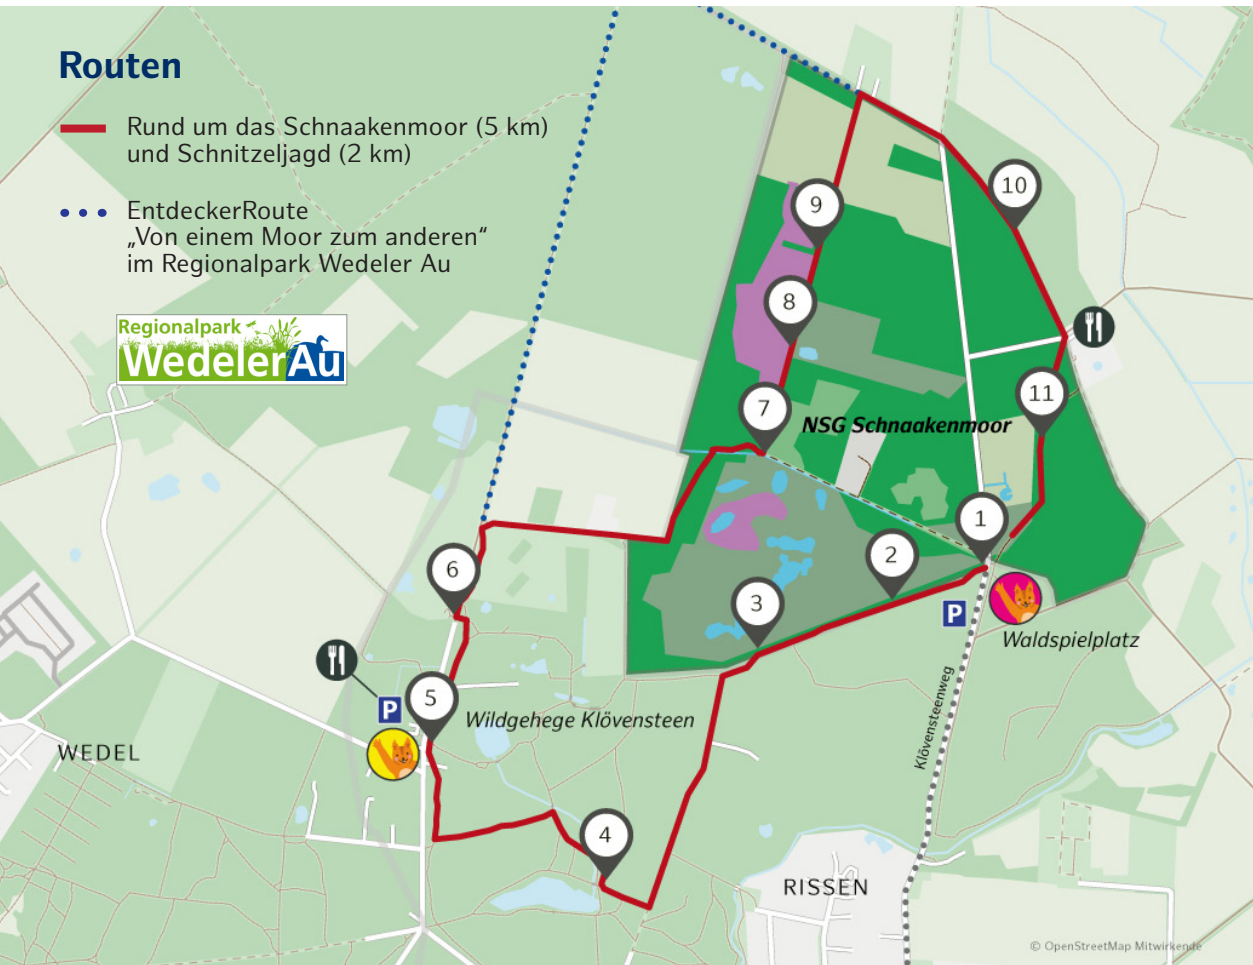 Routen
Rund um das Schnaakenmoor (5 km)
und Schnitzeljagd (2 km)
EntdeckerRoute
„Von einem Moor zum anderen“
im Regionalpark Wedeler Au
Regionalpark
WedelerAu
10
9
8
11
7
NSG Schnaakenmoor
1
2
6
3
P
Waldspielplatz
5
P
Wildgehege Klövensteen
Klövensteenweg
WEDEL
4
RISSEN
© OpenStreetMap Mitwirkende